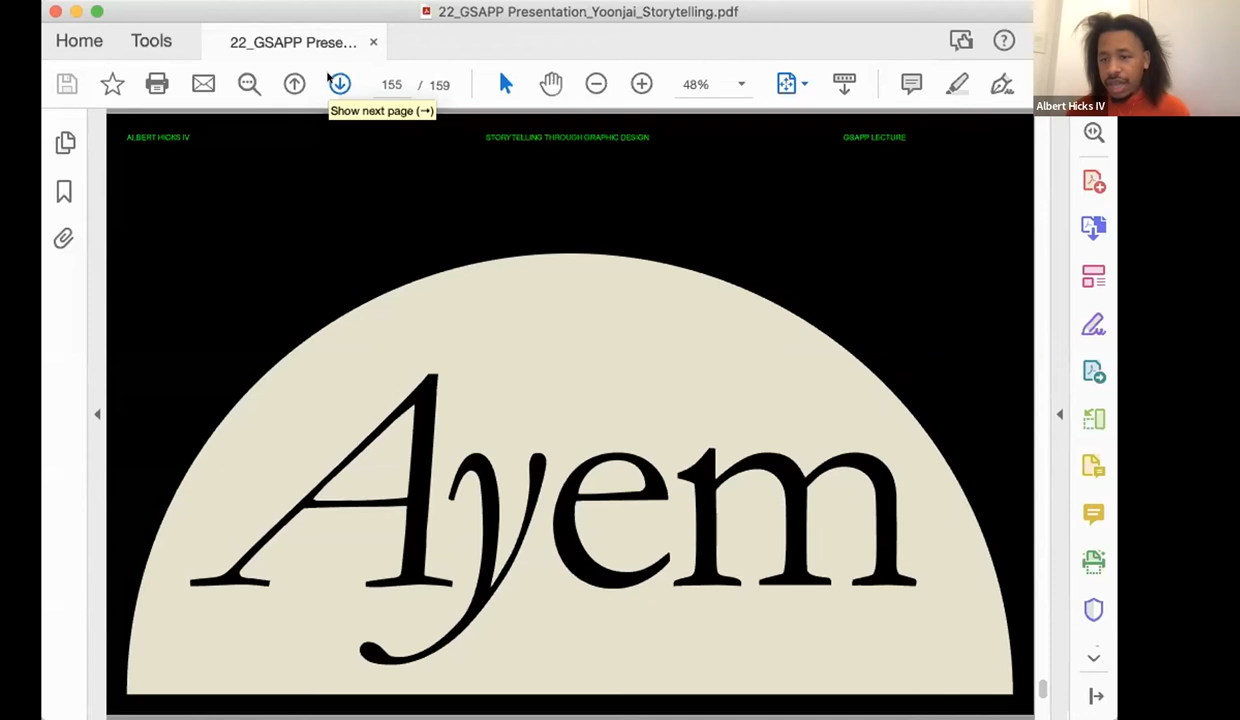 22_GSAPP Presentation_Yoonjai_Storytelling.pdf
Home
Tools
22_GSAPP Prese...
155 / 159
48%
Show next page (→)
Albert Hicks IV
ALBERT HICKS IV
STORYTELLING THROUGH GRAPHIC DESIGN
GSAPP LECTURE
Ayem